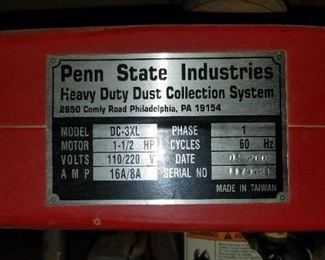 Penn State Industries
Heavy Duty Dust Collection System
2850 Comly Road Philadelphia, PA 19154
MODEL DC-3XL PHASE 1
MOTOR 1-1/2 HP CYCLES 60 Hz
VOLTS 110/220 V DATE 2002
AMP 16A/8A SERIAL NO
MADE IN TAIWAN